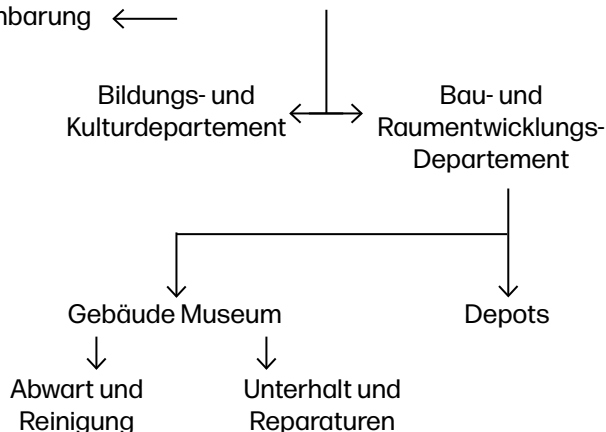 Bildungs- und
Kulturdepartement
Bau- und
Raumentwicklungs-
Departement
Gebäude Museum
Depots
Abwart und
Reinigung
Unterhalt und
Reparaturen